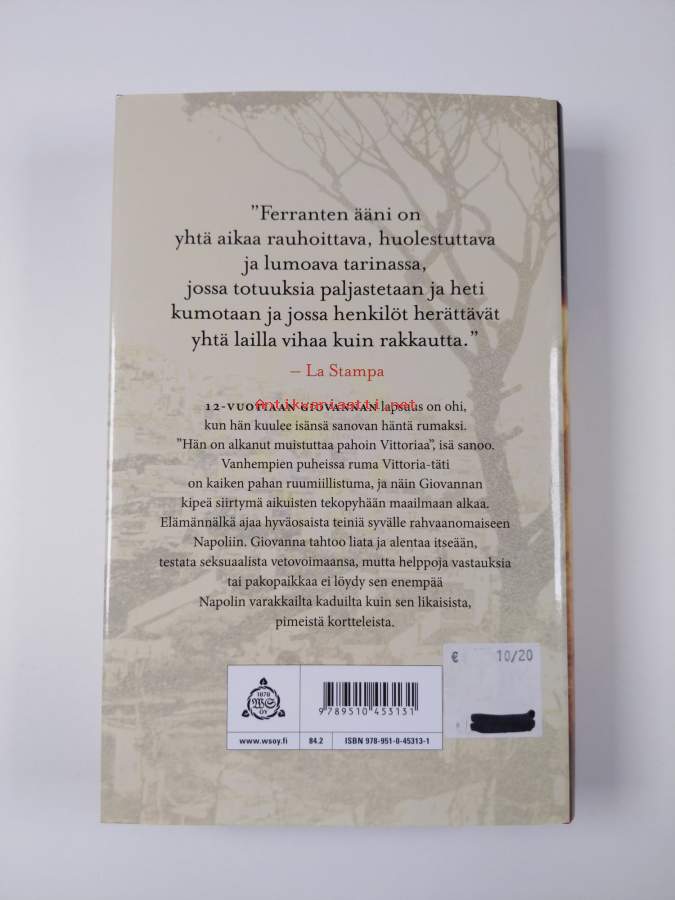 ”Ferranten ääni on
yhtä aikaa rauhoittava, huolestuttava
ja lumoava tarinassa,
jossa totuuksia paljastetaan ja heti
kumotaan ja jossa henkilöt herättävät
yhtä lailla vihaa kuin rakkautta.”
– La Stampa
Antikvariaatti.net
12-VUOTIAAN GIOVANNAN lapsuus on ohi,
kun hän kuulee isänsä sanovan häntä rumaksi.
”Hän on alkanut muistuttaa pahoin Vittoriaa”, isä sanoo.
Vanhempien puheissa ruma Vittoria-täti
on kaiken pahan ruumiillistuma, ja näin Giovannan
kipeä siirtymä aikuisten tekopyhään maailmaan alkaa.
Elämännälkä ajaa hyväosaista teiniä syvälle rahvaanomaiseen
Napoliin. Giovanna tahtoo liata ja alentaa itseään,
testata seksuaalista vetovoimaansa, mutta helppoja vastauksia
tai pakopaikkaa ei löydy sen enempää
Napolin varakkailta kaduilta kuin sen likaisista,
pimeistä kortteleista.
€ 10/20
1878
WS
OY
9 789510 453131
www.wsoy.fi
84.2
ISBN 978-951-0-45313-1